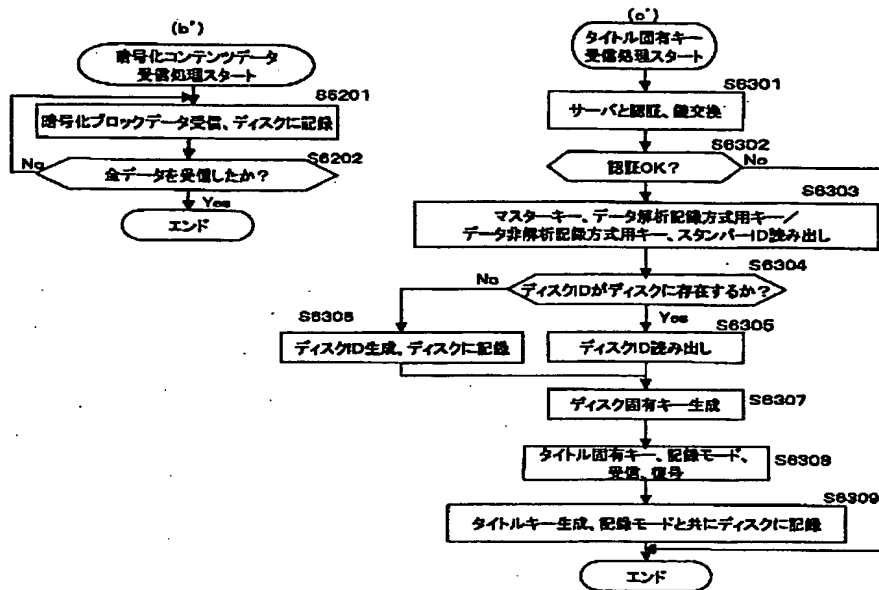 (b')
暗号化コンテンツデータ
受信処理スタート
S6201
暗号化ブロックデータ受信、ディスクに記録
S6202
No
全データを受信したか？
Yes
エンド
(c')
タイトル固有キー
受信処理スタート
S6301
サーバと認証、鍵交換
S6302
認証OK？
No
S6303
マスターキー、データ解析記録方式用キー／
データ非解析記録方式用キー、スタンパーID読み出し
S6304
No
ディスクIDがディスクに存在するか？
Yes
S6306
ディスクID生成、ディスクに記録
S6305
ディスクID読み出し
S6307
ディスク固有キー生成
S6308
タイトル固有キー、記録モード、
受信、復号
S6309
タイトルキー生成、記録モードと共にディスクに記録
エンド